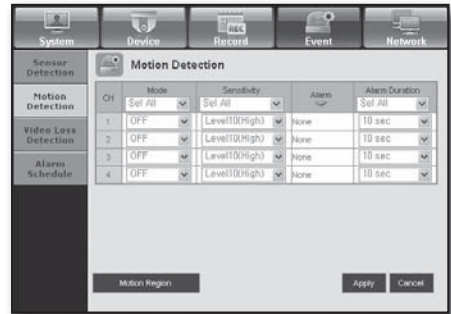 System Device Record Event Network
Sensor Detection
Motion Detection
Video Loss Detection
Alarm Schedule
Motion Detection
CH Mode Sensitivity Alarm Alarm Duration
Sel All Sel All Sel All
1 OFF Level10(High) None 10 sec
2 OFF Level10(High) None 10 sec
3 OFF Level10(High) None 10 sec
4 OFF Level10(High) None 10 sec
Motion Region Apply Cancel